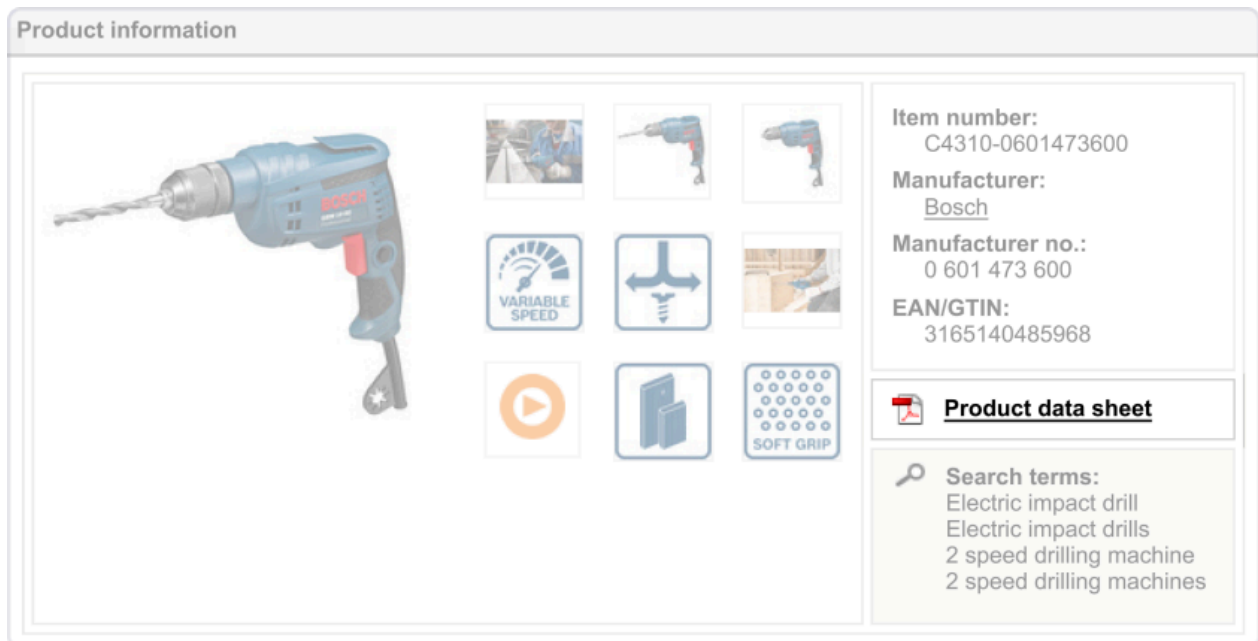 Product information
BOSCH
VARIABLE
SPEED
SOFT GRIP
Item number:
C4310-0601473600
Manufacturer:
Bosch
Manufacturer no.:
0 601 473 600
EAN/GTIN:
3165140485968
Product data sheet
Search terms:
Electric impact drill
Electric impact drills
2 speed drilling machine
2 speed drilling machines